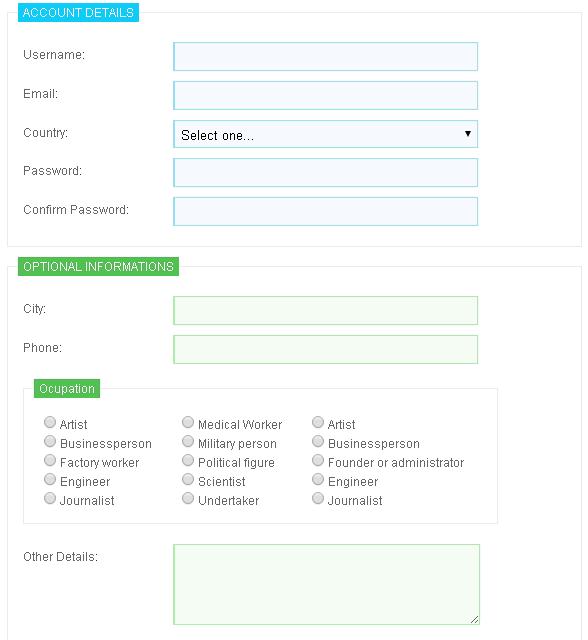 ACCOUNT DETAILS
Username:
Email:
Country:
Select one...
Password:
Confirm Password:
OPTIONAL INFORMATIONS
City:
Phone:
Ocupation
Artist Medical Worker Artist
Businessperson Military person Businessperson
Factory worker Political figure Founder or administrator
Engineer Scientist Engineer
Journalist Undertaker Journalist
Other Details: